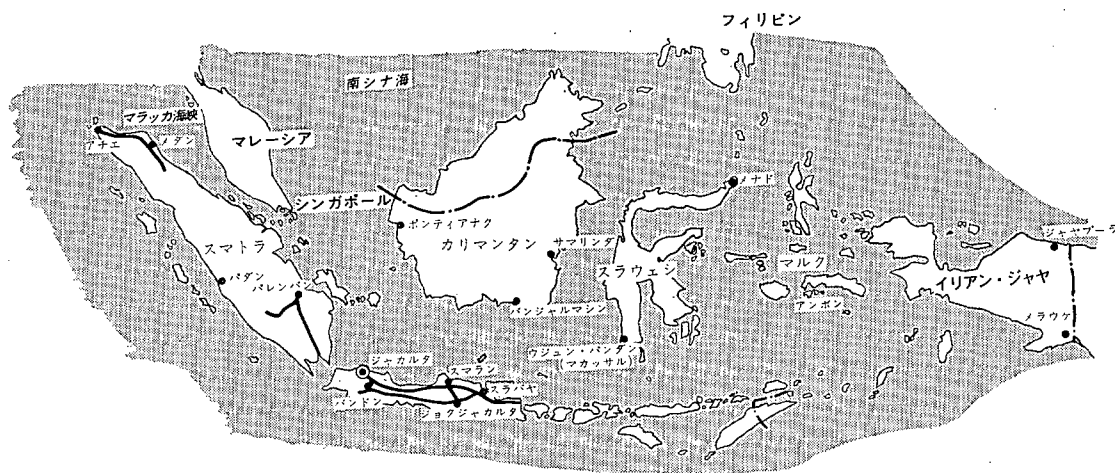 フィリピン
南シナ海
マラッカ海峡
アチェ
メダン
マレーシア
シンガポール
ポンティアナク
カリマンタン
サマリンダ
メナド
スマトラ
パダン
パレンバン
スラウェシ
マルク
アンボン
ジャヤプーラ
イリアン・ジャヤ
メラウケ
バンジャルマシン
ウジュン・パンダン
(マカッサル)
ジャカルタ
スマラン
スラバヤ
バンドン
ジョクジャカルタ